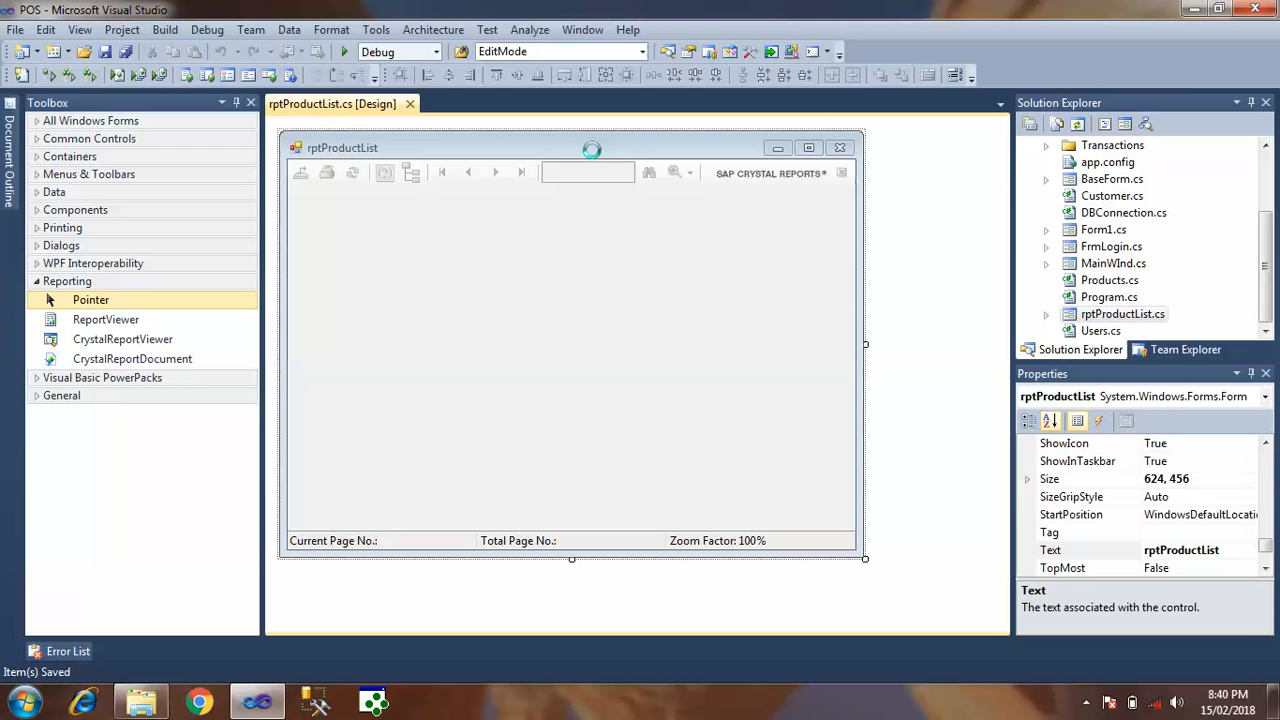 POS - Microsoft Visual Studio
File Edit View Project Build Debug Team Data Format Tools Architecture Test Analyze Window Help
Debug EditMode
Toolbox
All Windows Forms
Common Controls
Containers
Menus & Toolbars
Data
Components
Printing
Dialogs
WPF Interoperability
Reporting
Pointer
ReportViewer
CrystalReportViewer
CrystalReportDocument
Visual Basic PowerPacks
General
Document Outline
rptProductList.cs [Design]
rptProductList
SAP CRYSTAL REPORTS®
Current Page No.: Total Page No.: Zoom Factor: 100%
Solution Explorer
Transactions
app.config
BaseForm.cs
Customer.cs
DBConnection.cs
Form1.cs
FrmLogin.cs
MainWInd.cs
Products.cs
Program.cs
rptProductList.cs
Users.cs
Solution Explorer Team Explorer
Properties
rptProductList System.Windows.Forms.Form
ShowIcon True
ShowInTaskbar True
Size 624, 456
SizeGripStyle Auto
StartPosition WindowsDefaultLocati
Tag
Text rptProductList
TopMost False
Text
The text associated with the control.
Error List
Item(s) Saved
8:40 PM
15/02/2018